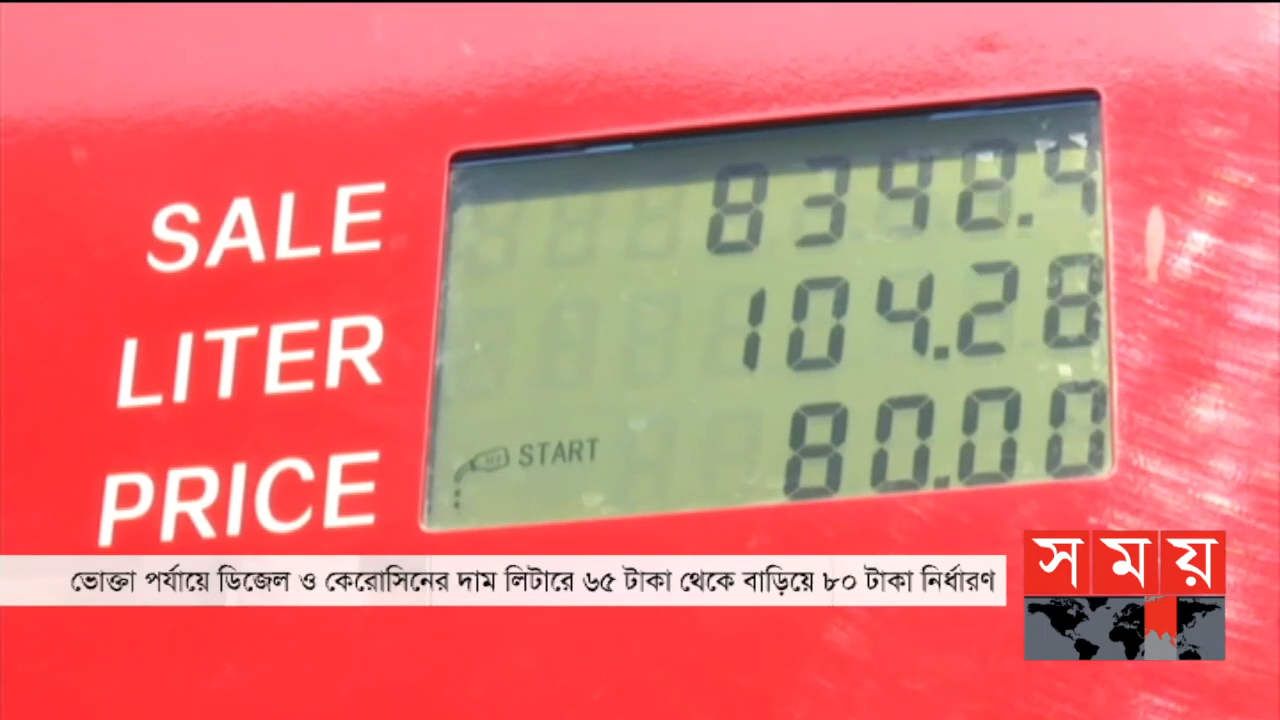 SALE 8342.4
LITER 104.28
PRICE 80.00
START
ভোক্তা পর্যায়ে ডিজেল ও কেরোসিনের দাম লিটারে ৬৫ টাকা থেকে বাড়িয়ে ৮০ টাকা নির্ধারণ
সময়